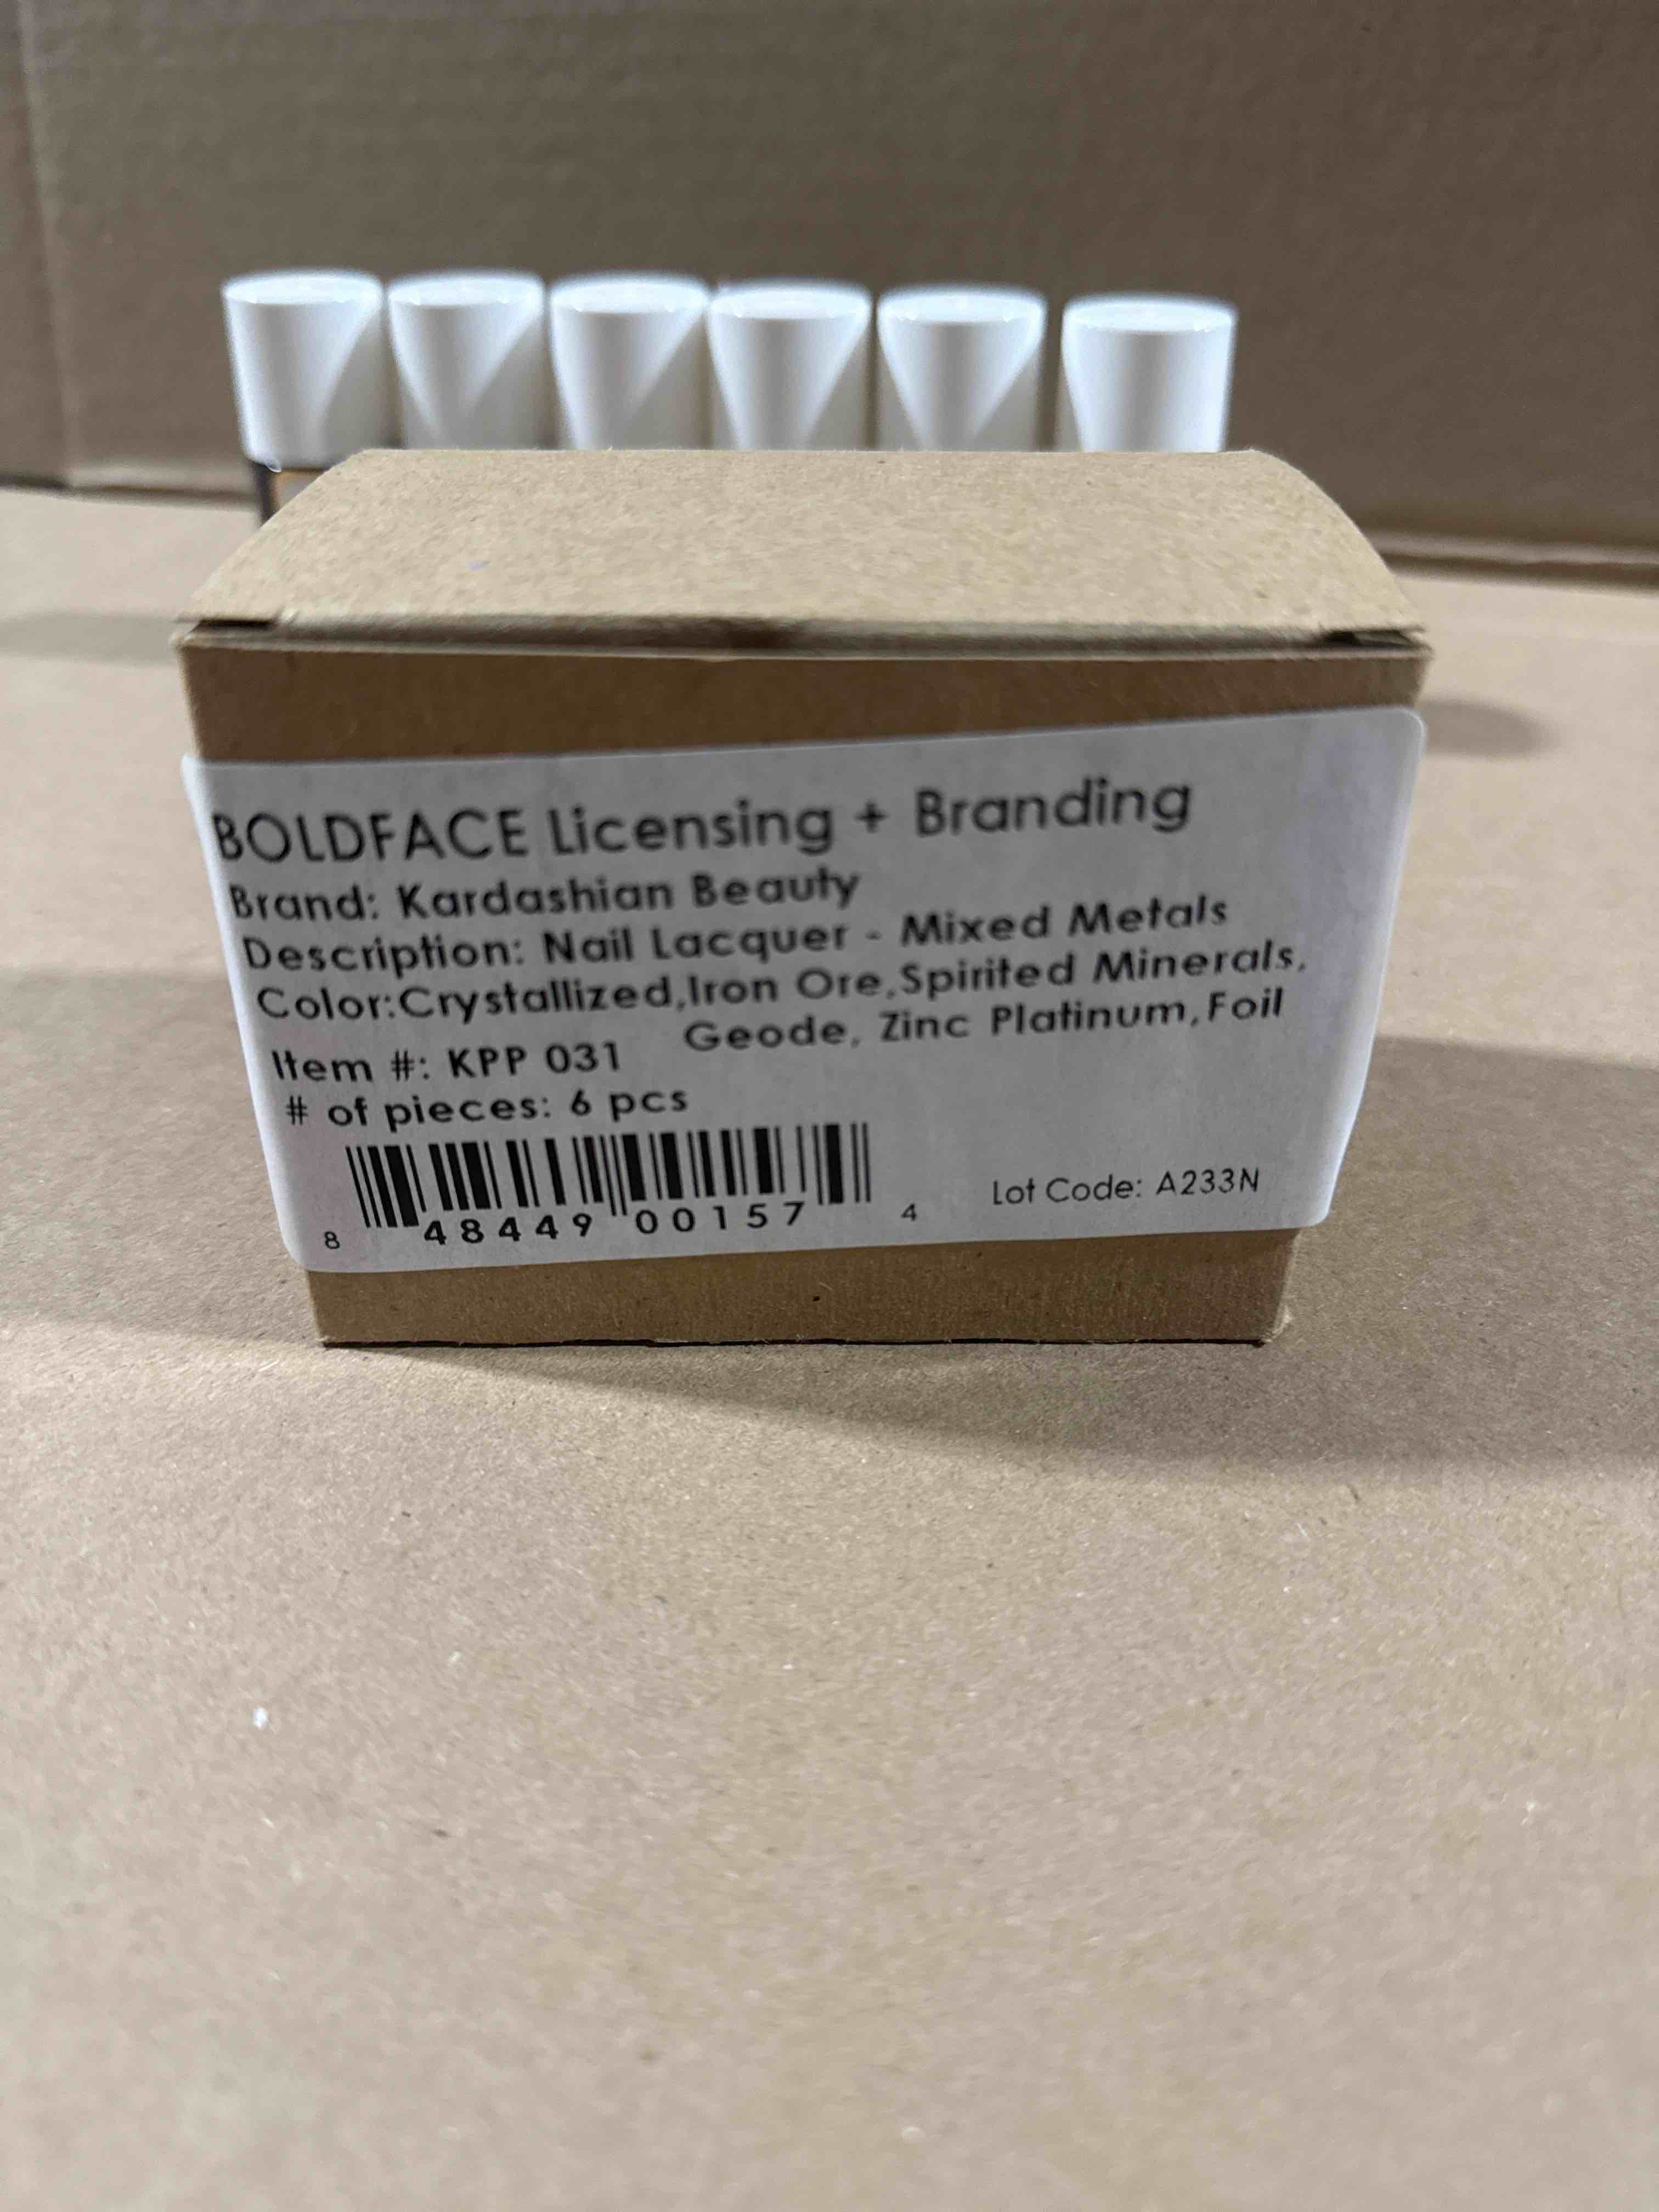 BOLDFACE Licensing + Branding
Brand: Kardashian Beauty
Description: Nail Lacquer - Mixed Metals
Color:Crystallized,Iron Ore,Spirited Minerals,
Geode, Zinc Platinum,Foil
Item #: KPP 031
# of pieces: 6 pcs
8 48449 00157 4
Lot Code: A233N